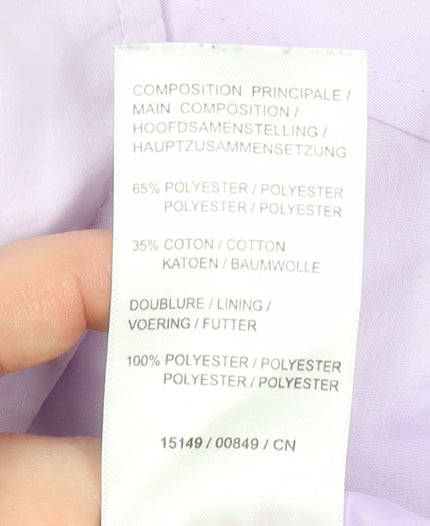 COMPOSITION PRINCIPALE /
MAIN COMPOSITION /
HOOFDSAMENSTELLING /
HAUPTZUSAMMENSETZUNG
65% POLYESTER / POLYESTER
POLYESTER / POLYESTER
35% COTON / COTTON
KATOEN / BAUMWOLLE
DOUBLURE / LINING /
VOERING / FUTTER
100% POLYESTER / POLYESTER
POLYESTER / POLYESTER
15149 / 00849 / CN